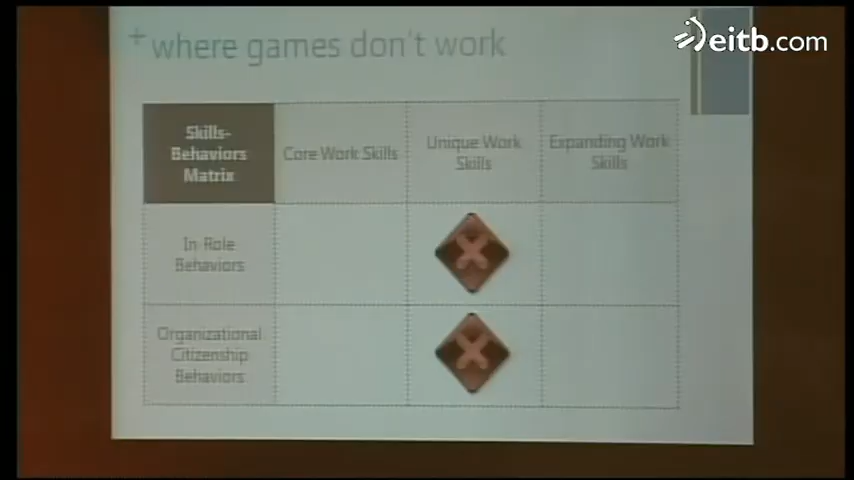 + where games don't work
eitb.com
Skills-
Behaviors
Matrix
Core Work Skills
Unique Work
Skills
Expanding Work
Skills
In-Role
Behaviors
Organizational
Citizenship
Behaviors